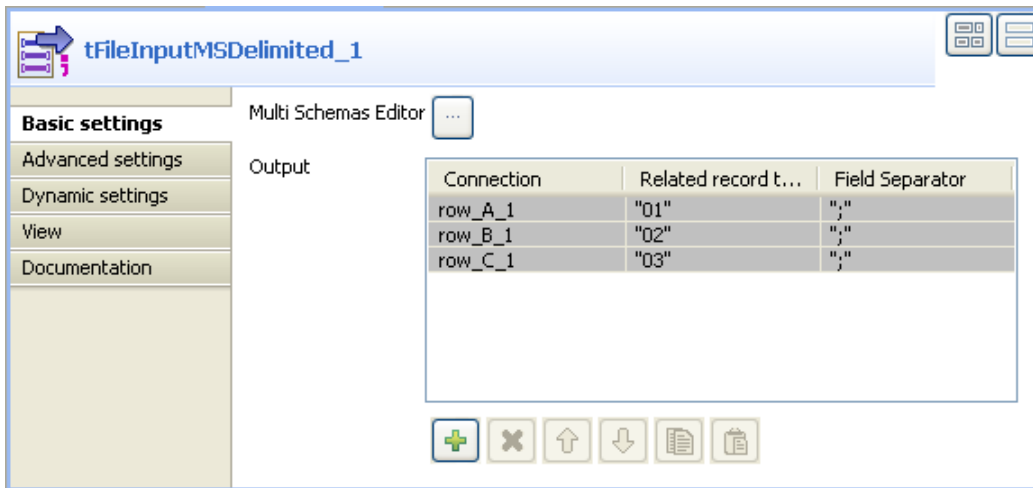 tFileInputMSDelimited_1
Basic settings
Advanced settings
Dynamic settings
View
Documentation
Multi Schemas Editor ...
Output
Connection Related record t... Field Separator
row_A_1 "01" ";"
row_B_1 "02" ";"
row_C_1 "03" ";"